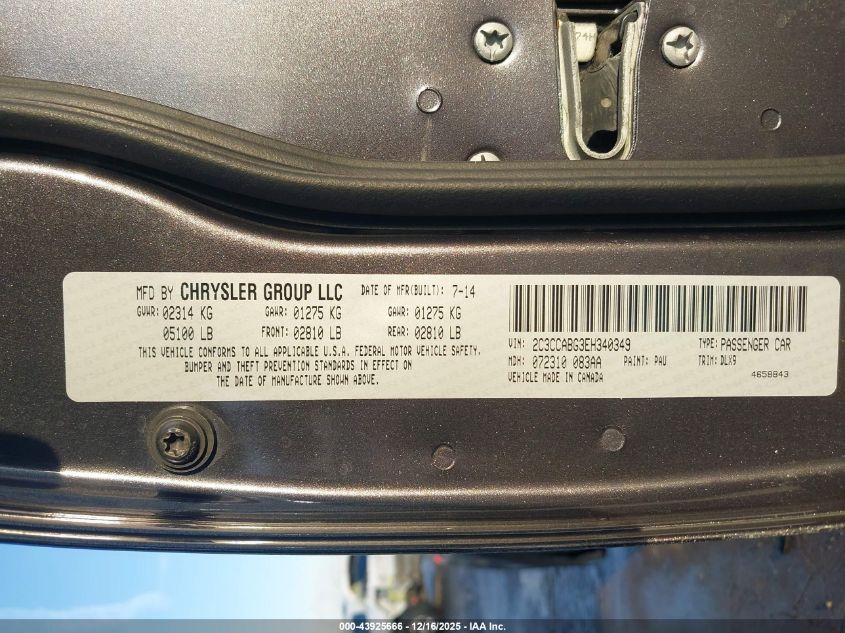 74H
MFD BY CHRYSLER GROUP LLC DATE OF MFR(BUILT): 7-14
GVWR: 02314 KG GAWR: 01275 KG GAWR: 01275 KG
05100 LB FRONT: 02810 LB REAR: 02810 LB
THIS VEHICLE CONFORMS TO ALL APPLICABLE U.S.A. FEDERAL MOTOR VEHICLE SAFETY,
BUMPER AND THEFT PREVENTION STANDARDS IN EFFECT ON
THE DATE OF MANUFACTURE SHOWN ABOVE.
VIN: 2C3CCABG3EH340349 TYPE: PASSENGER CAR
MDH: 072310 083AA PAINT: PAU TRIM: DLX9
VEHICLE MADE IN CANADA 4658843
000-43925666 - 12/16/2025 - IAA Inc.